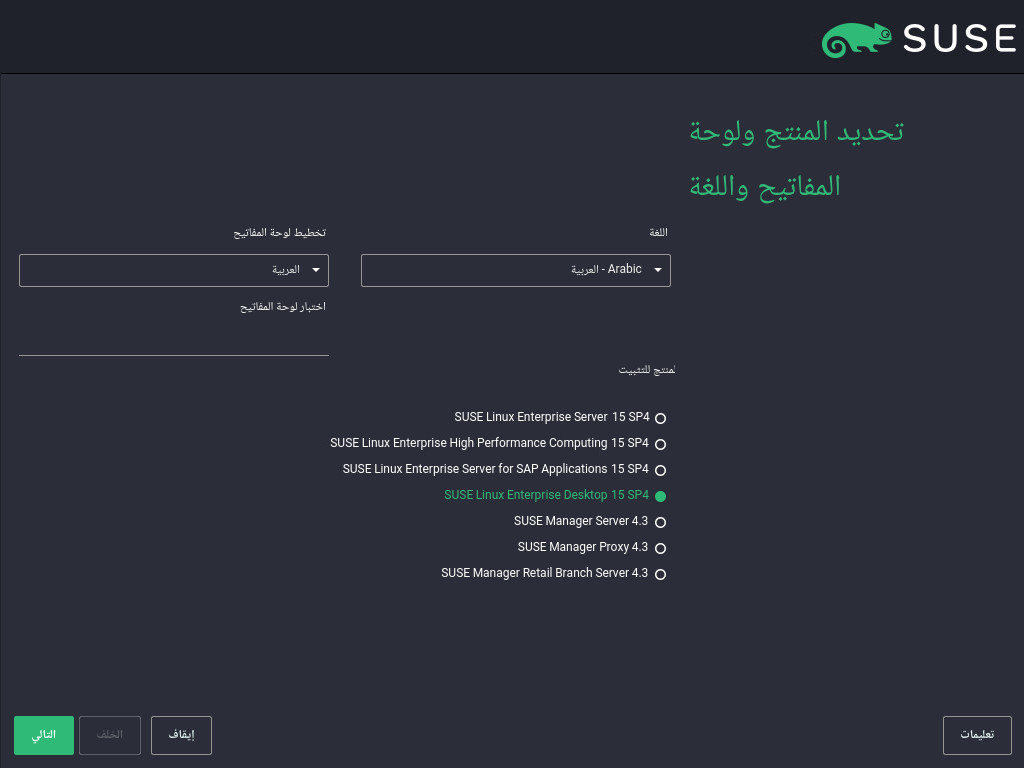 SUSE
تحديد المنتج ولوحة
المفاتيح واللغة
اللغة
العربية - Arabic
تخطيط لوحة المفاتيح
العربية
اختبار لوحة المفاتيح
لمنتج للتثبيت
SUSE Linux Enterprise Server 15 SP4
SUSE Linux Enterprise High Performance Computing 15 SP4
SUSE Linux Enterprise Server for SAP Applications 15 SP4
SUSE Linux Enterprise Desktop 15 SP4
SUSE Manager Server 4.3
SUSE Manager Proxy 4.3
SUSE Manager Retail Branch Server 4.3
تعليمات
إيقاف
الخلف
التالي